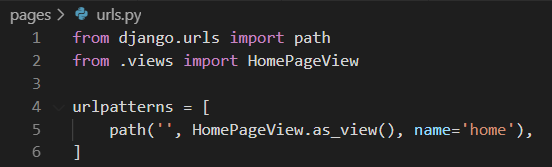 pages > urls.py
1 from django.urls import path
2 from .views import HomePageView
3
4 urlpatterns = [
5     path('', HomePageView.as_view(), name='home'),
6 ]